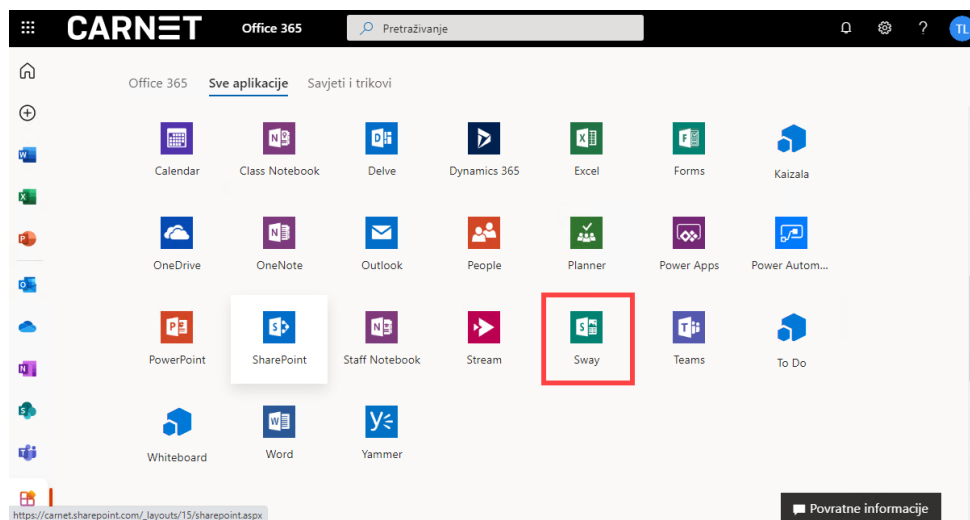 CARNET Office 365 Pretraživanje ? TL
Office 365 Sve aplikacije Savjeti i trikovi
Calendar Class Notebook Delve Dynamics 365 Excel Forms Kaizala
OneDrive OneNote Outlook People Planner Power Apps Power Autom...
PowerPoint SharePoint Staff Notebook Stream Sway Teams To Do
Whiteboard Word Yammer
https://carnet.sharepoint.com/_layouts/15/sharepoint.aspx
Povratne informacije